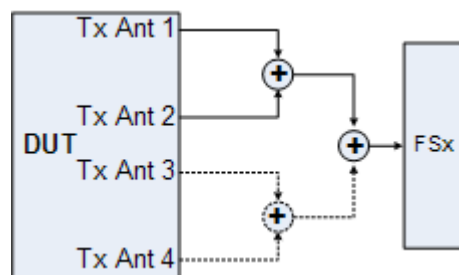 Tx Ant 1
Tx Ant 2
DUT
Tx Ant 3
Tx Ant 4
+
+
+
FSx